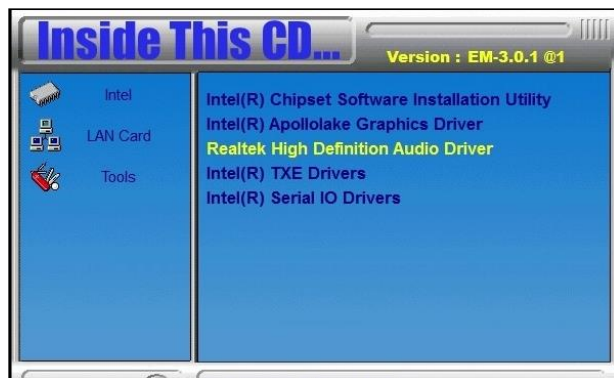 Inside This CD...
Version : EM-3.0.1 @1
Intel
LAN Card
Tools
Intel(R) Chipset Software Installation Utility
Intel(R) Apollolake Graphics Driver
Realtek High Definition Audio Driver
Intel(R) TXE Drivers
Intel(R) Serial IO Drivers